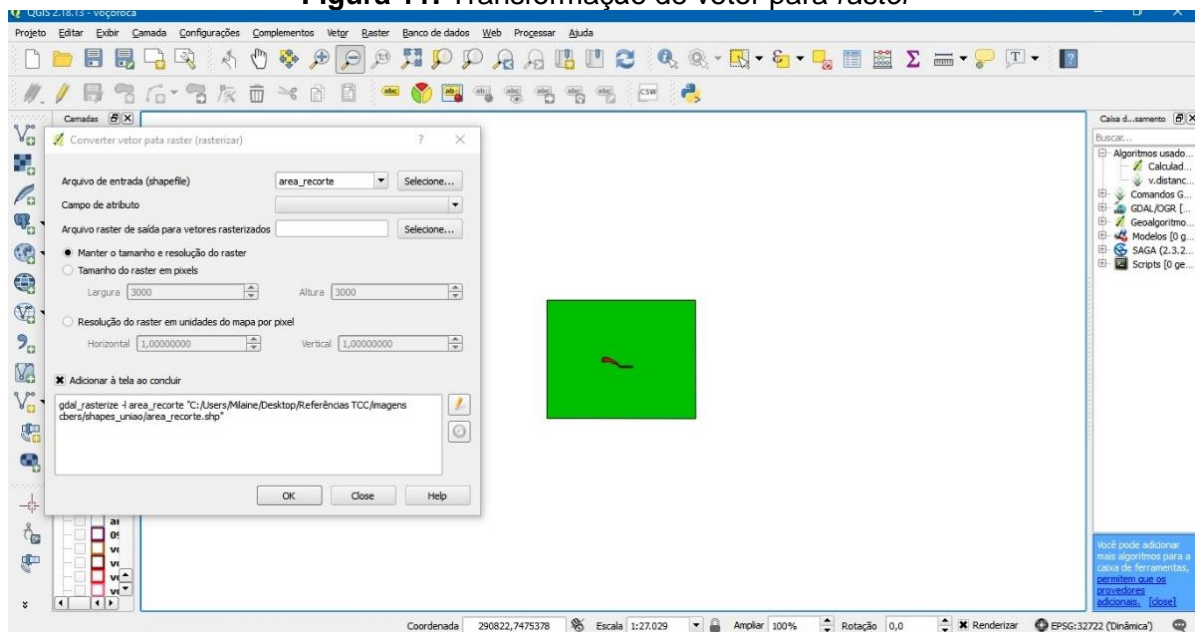 Figura 11: Transformação do vetor para raster
QGIS 2.18.13 - voçoroca
Projeto Editar Exibir Camada Configurações Complementos Vetor Raster Banco de dados Web Processar Ajuda
Camadas
Converter vetor pata raster (rasterizar)
Arquivo de entrada (shapefile) area_recorte Selecione...
Campo de atributo
Arquivo raster de saída para vetores rasterizados Selecione...
Manter o tamanho e resolução do raster
Tamanho do raster em pixels
Largura 3000 Altura 3000
Resolução do raster em unidades do mapa por pixel
Horizontal 1,00000000 Vertical 1,00000000
Adicionar à tela ao concluir
gdal_rasterize -l area_recorte "C:/Users/Milaine/Desktop/Referências TCC/imagens
cbers/shapes_uniao/area_recorte.shp"
OK Close Help
Caixa d...samento
Buscar...
Algoritmos usado...
Calculad...
v.distanc...
Comandos G...
GDAL/OGR [...
Geoalgoritmo...
Modelos [0 g...
SAGA (2.3.2...
Scripts [0 ge...
Você pode adicionar
mais algoritmos para a
caixa de ferramentas,
permitem que os
provedores
adicionais. [close]
Coordenada 290822,7475378 Escala 1:27.029 Ampliar 100% Rotação 0,0 Renderizar EPSG:32722 ('Dinâmica')